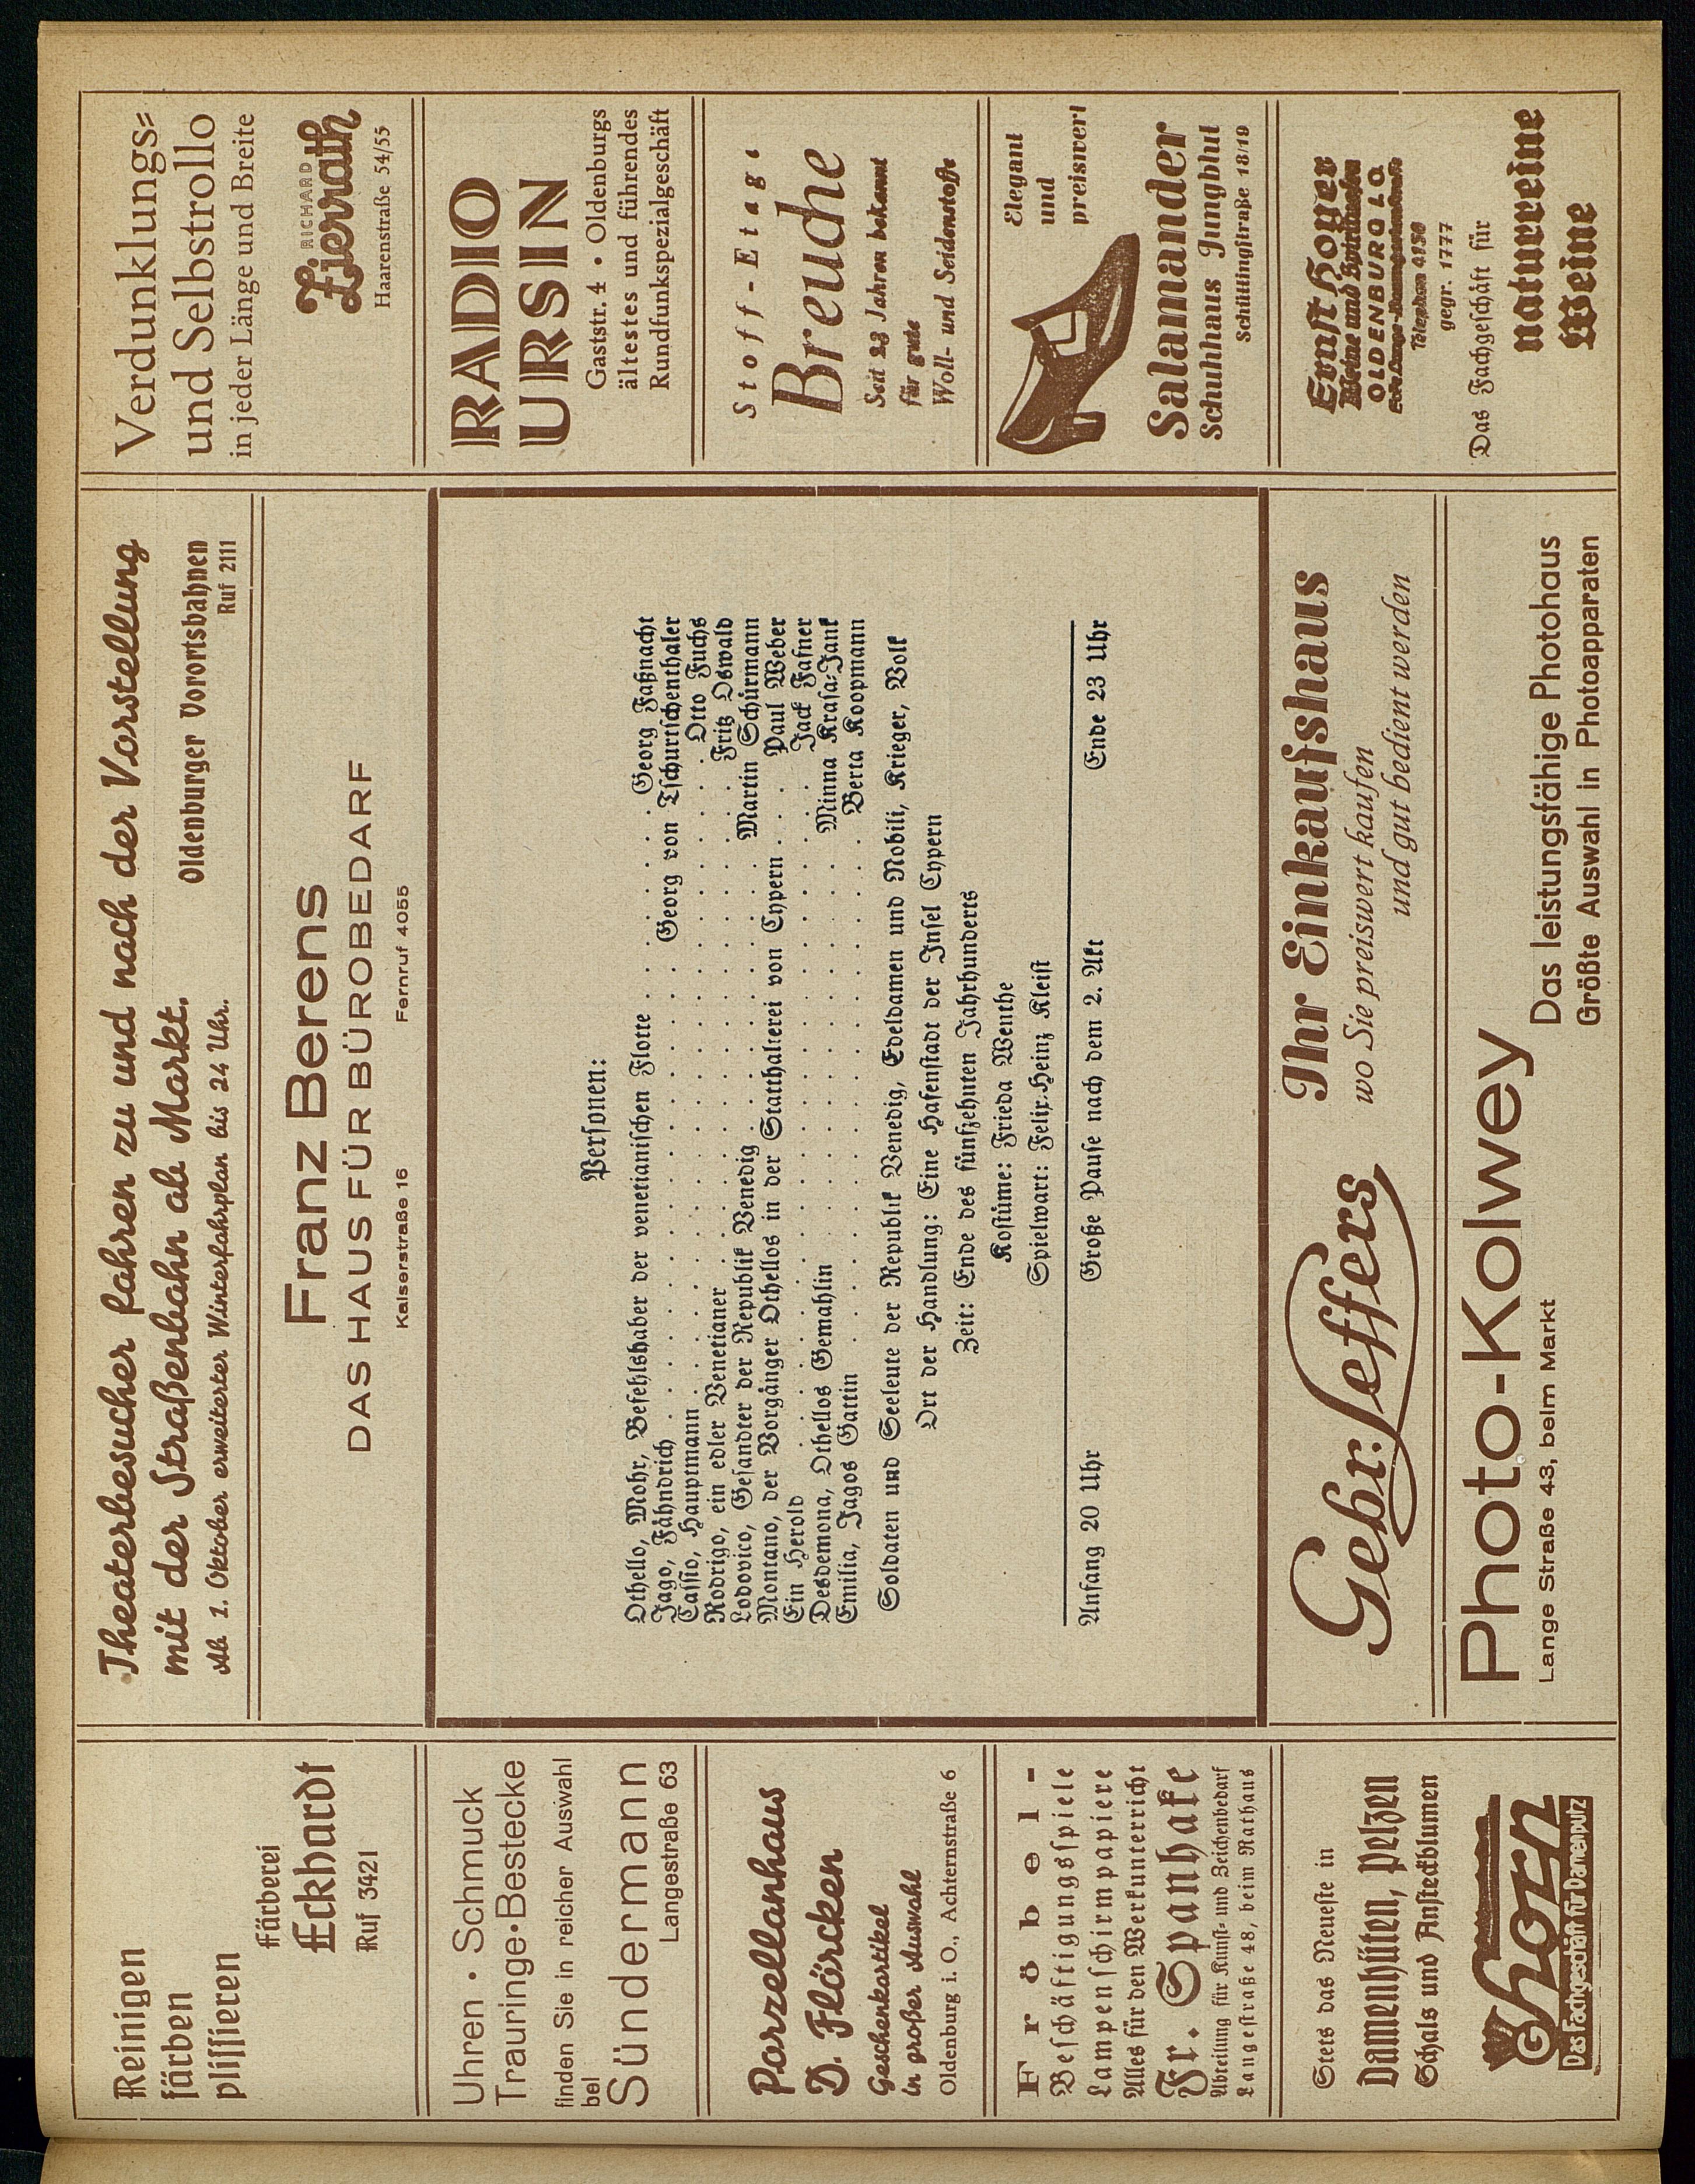 Reinigen
färben
plissieren
Färberei
Eckhardt
Ruf 3421
Uhren · Schmuck
Trauringe·Bestecke
finden Sie in reicher Auswahl
bei
Sündermann
Langestraße 63
Porzellanhaus
D. Flörcken
Geschenkartikel
in großer Auswahl
Oldenburg i. O., Achternstraße 6
Fröbel-
Beschäftigungsspiele
Lampenschirmpapiere
Alles für den Werkunterricht
Fr. Spanhake
Abteilung für Kunst- und Zeichenbedarf
Langestraße 48, beim Rathaus
Stets das Neueste in
Damenhüten, Pelzen
Schals und Ansteckblumen
Ghorn
Das Fachgeschäft für Damenputz
Theaterbesucher fahren zu und nach der Vorstellung
mit der Straßenbahn ab Markt.
Ab 1. Oktober erweiterter Winterfahrplan bis 24 Uhr.
Oldenburger Vorortsbahnen
Ruf 2111
Franz Berens
DAS HAUS FÜR BÜROBEDARF
Kaiserstraße 16 Fernruf 4055
Personen:
Othello, Mohr, Befehlshaber der venetianischen Flotte . . . . . . Georg Faßnacht
Jago, Fähndrich . . . . . . . . . . Georg von Tschurtschenthaler
Cassio, Hauptmann . . . . . . . . . . Otto Fuchs
Rodrigo, ein edler Venetianer . . . . . . . . . . Fritz Oswald
Lodovico, Gesandter der Republik Venedig . . . . . . Martin Schürmann
Montano, der Vorgänger Othellos in der Statthalterei von Cypern . . . Paul Weber
Ein Herold . . . . . . . . . . Jack Fafner
Desdemona, Othellos Gemahlin . . . . . . . . . . Minna Krasa-Jank
Emilia, Jagos Gattin . . . . . . . . . . Berta Koopmann
Soldaten und Seeleute der Republik Venedig, Edeldamen und Nobili, Krieger, Volk
Ort der Handlung: Eine Hafenstadt der Insel Cypern
Zeit: Ende des fünfzehnten Jahrhunderts
Kostüme: Frieda Wenthe
Spielwart: Felix-Heinz Kleist
Anfang 20 Uhr Große Pause nach dem 2. Akt Ende 23 Uhr
Gebr. Leffers
Ihr Einkaufshaus
wo Sie preiswert kaufen
und gut bedient werden
Photo-Kolwey
Lange Straße 43, beim Markt
Das leistungsfähige Photohaus
Größte Auswahl in Photoapparaten
Verdunklungs-
und Selbstrollo
in jeder Länge und Breite
RICHARD
Zierrath
Haarenstraße 54/55
RADIO
URSIN
Gaststr. 4 · Oldenburgs
ältestes und führendes
Rundfunkspezialgeschäft
Stoff-Etage
Breuche
Seit 23 Jahren bekannt
für gute
Woll- und Seidenstoffe
Elegant
und
preiswert
Salamander
Schuhhaus Jungblut
Schüttingstraße 18/19
Ernst Hoyer
Weine und Spirituosen
OLDENBURG I. O.
Telephon 4150
gegr. 1777
Das Fachgeschäft für
naturreine
Weine